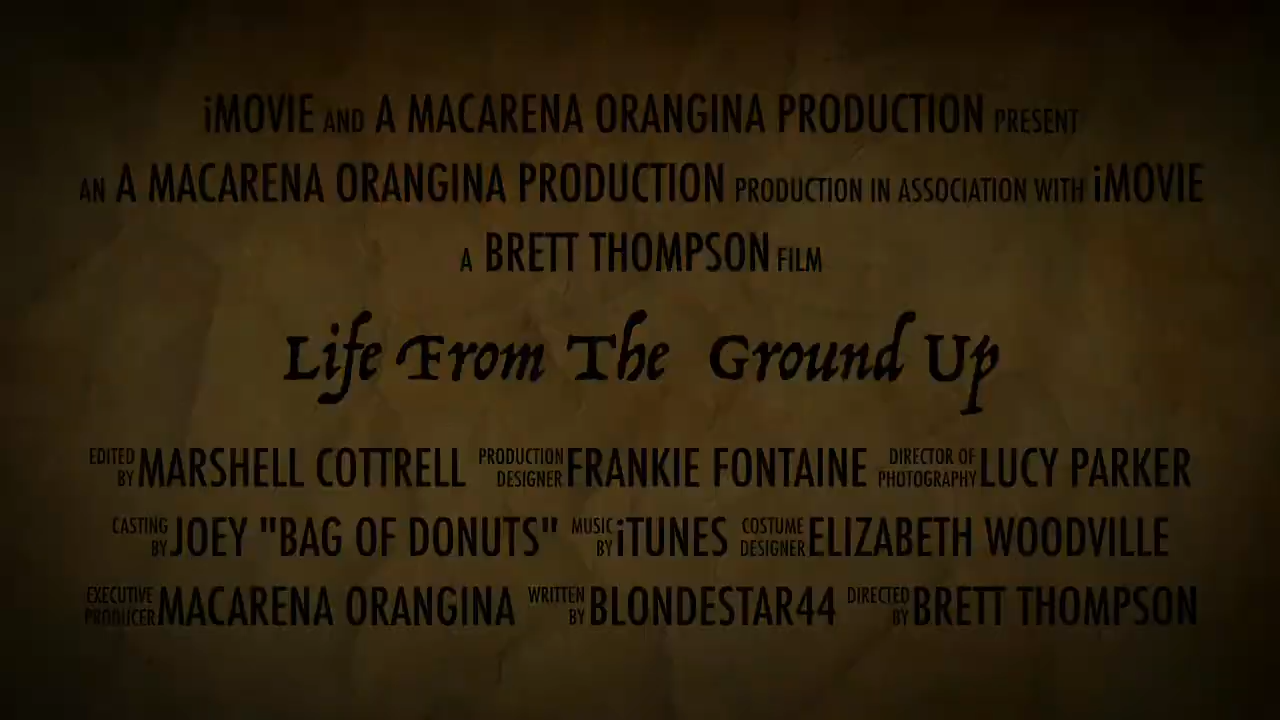 iMOVIE AND A MACARENA ORANGINA PRODUCTION PRESENT
AN A MACARENA ORANGINA PRODUCTION PRODUCTION IN ASSOCIATION WITH iMOVIE
A BRETT THOMPSON FILM
Life From The Ground Up
EDITED BY MARSHELL COTTRELL PRODUCTION DESIGNER FRANKIE FONTAINE DIRECTOR OF PHOTOGRAPHY LUCY PARKER
CASTING BY JOEY "BAG OF DONUTS" MUSIC BY iTUNES COSTUME DESIGNER ELIZABETH WOODVILLE
EXECUTIVE PRODUCER MACARENA ORANGINA WRITTEN BY BLONDESTAR44 DIRECTED BY BRETT THOMPSON